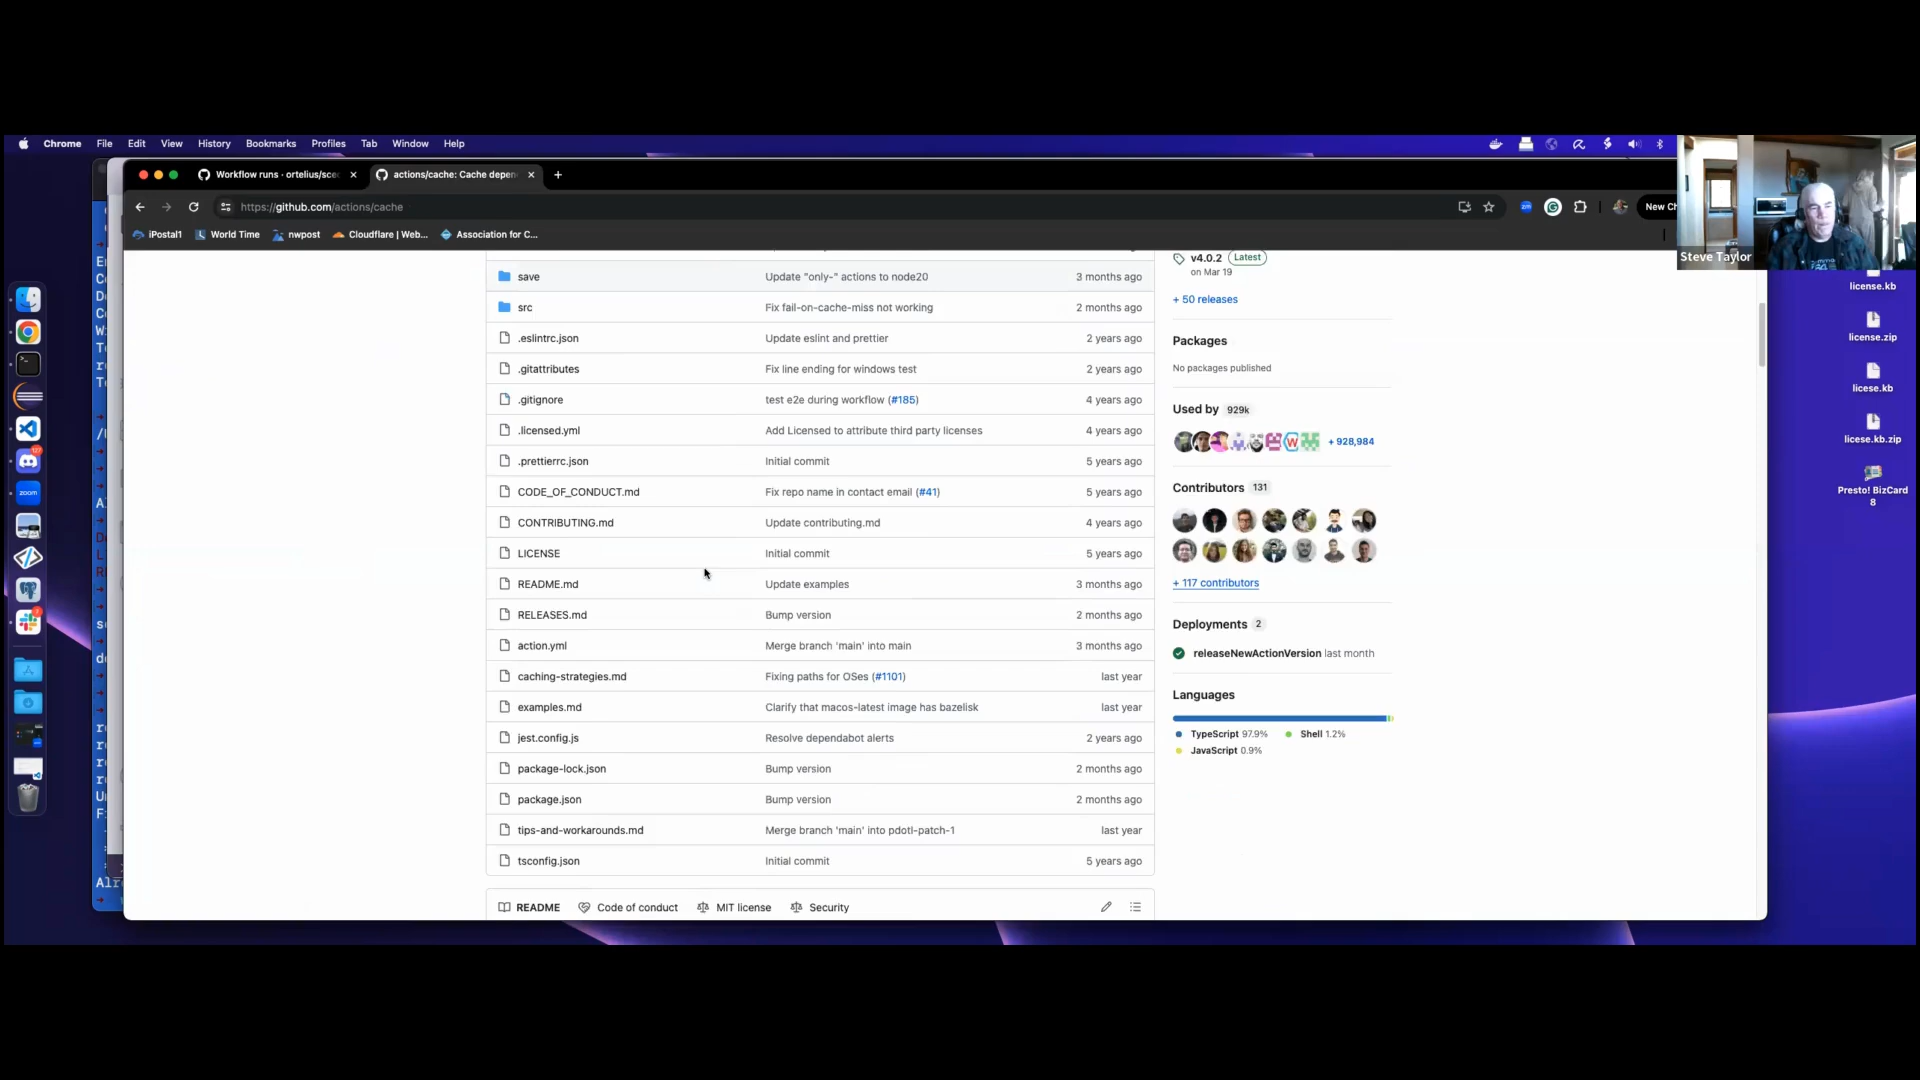 Chrome File Edit View History Bookmarks Profiles Tab Window Help
Workflow runs · ortelius/sce
actions/cache: Cache depen
https://github.com/actions/cache
New Ch
iPostal1 World Time nwpost Cloudflare | Web... Association for C...
Steve Taylor
save Update "only-" actions to node20 3 months ago
src Fix fail-on-cache-miss not working 2 months ago
.eslintrc.json Update eslint and prettier 2 years ago
.gitattributes Fix line ending for windows test 2 years ago
.gitignore test e2e during workflow (#185) 4 years ago
.licensed.yml Add Licensed to attribute third party licenses 4 years ago
.prettierrc.json Initial commit 5 years ago
CODE_OF_CONDUCT.md Fix repo name in contact email (#41) 5 years ago
CONTRIBUTING.md Update contributing.md 4 years ago
LICENSE Initial commit 5 years ago
README.md Update examples 3 months ago
RELEASES.md Bump version 2 months ago
action.yml Merge branch 'main' into main 3 months ago
caching-strategies.md Fixing paths for OSes (#1101) last year
examples.md Clarify that macos-latest image has bazelisk last year
jest.config.js Resolve dependabot alerts 2 years ago
package-lock.json Bump version 2 months ago
package.json Bump version 2 months ago
tips-and-workarounds.md Merge branch 'main' into pdotl-patch-1 last year
tsconfig.json Initial commit 5 years ago
README Code of conduct MIT license Security
v4.0.2 Latest
on Mar 19
+ 50 releases
Packages
No packages published
Used by 929k
+ 928,984
Contributors 131
+ 117 contributors
Deployments 2
releaseNewActionVersion last month
Languages
TypeScript 97.9% Shell 1.2%
JavaScript 0.9%
license.kb
license.zip
licese.kb
licese.kb.zip
Presto! BizCard
8
zoom